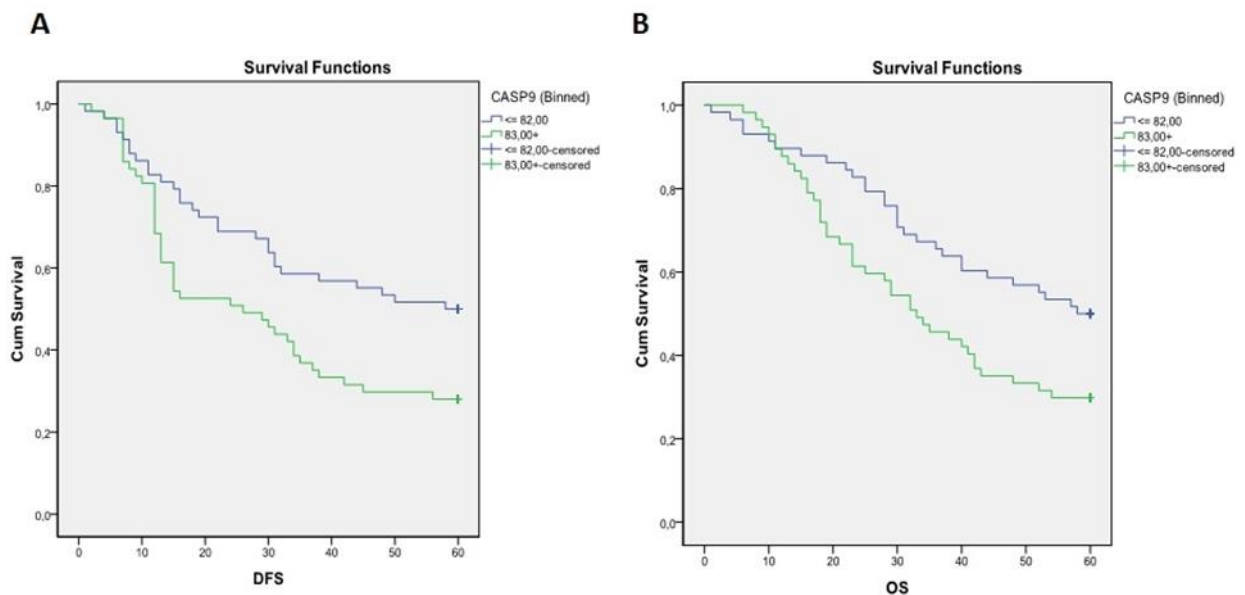 A
Survival Functions
CASP9 (Binned)
<= 82,00
83,00+
<= 82,00-censored
83,00+-censored
1,0
0,8
0,6
0,4
0,2
0,0
Cum Survival
0 10 20 30 40 50 60
DFS
B
Survival Functions
CASP9 (Binned)
<= 82,00
83,00+
<= 82,00-censored
83,00+-censored
1,0
0,8
0,6
0,4
0,2
0,0
Cum Survival
0 10 20 30 40 50 60
OS